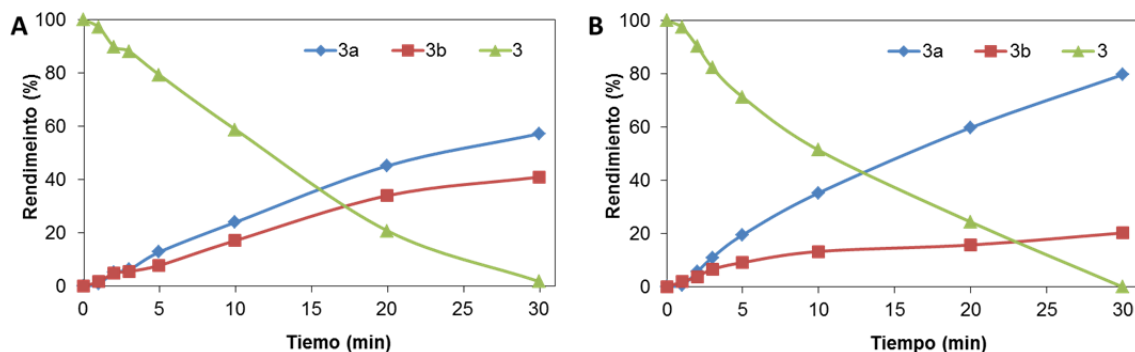 A
3a 3b 3
Rendimeinto (%)
100
80
60
40
20
0
0 5 10 15 20 25 30
Tiemo (min)
B
3a 3b 3
Rendimiento (%)
100
80
60
40
20
0
0 5 10 15 20 25 30
Tiempo (min)